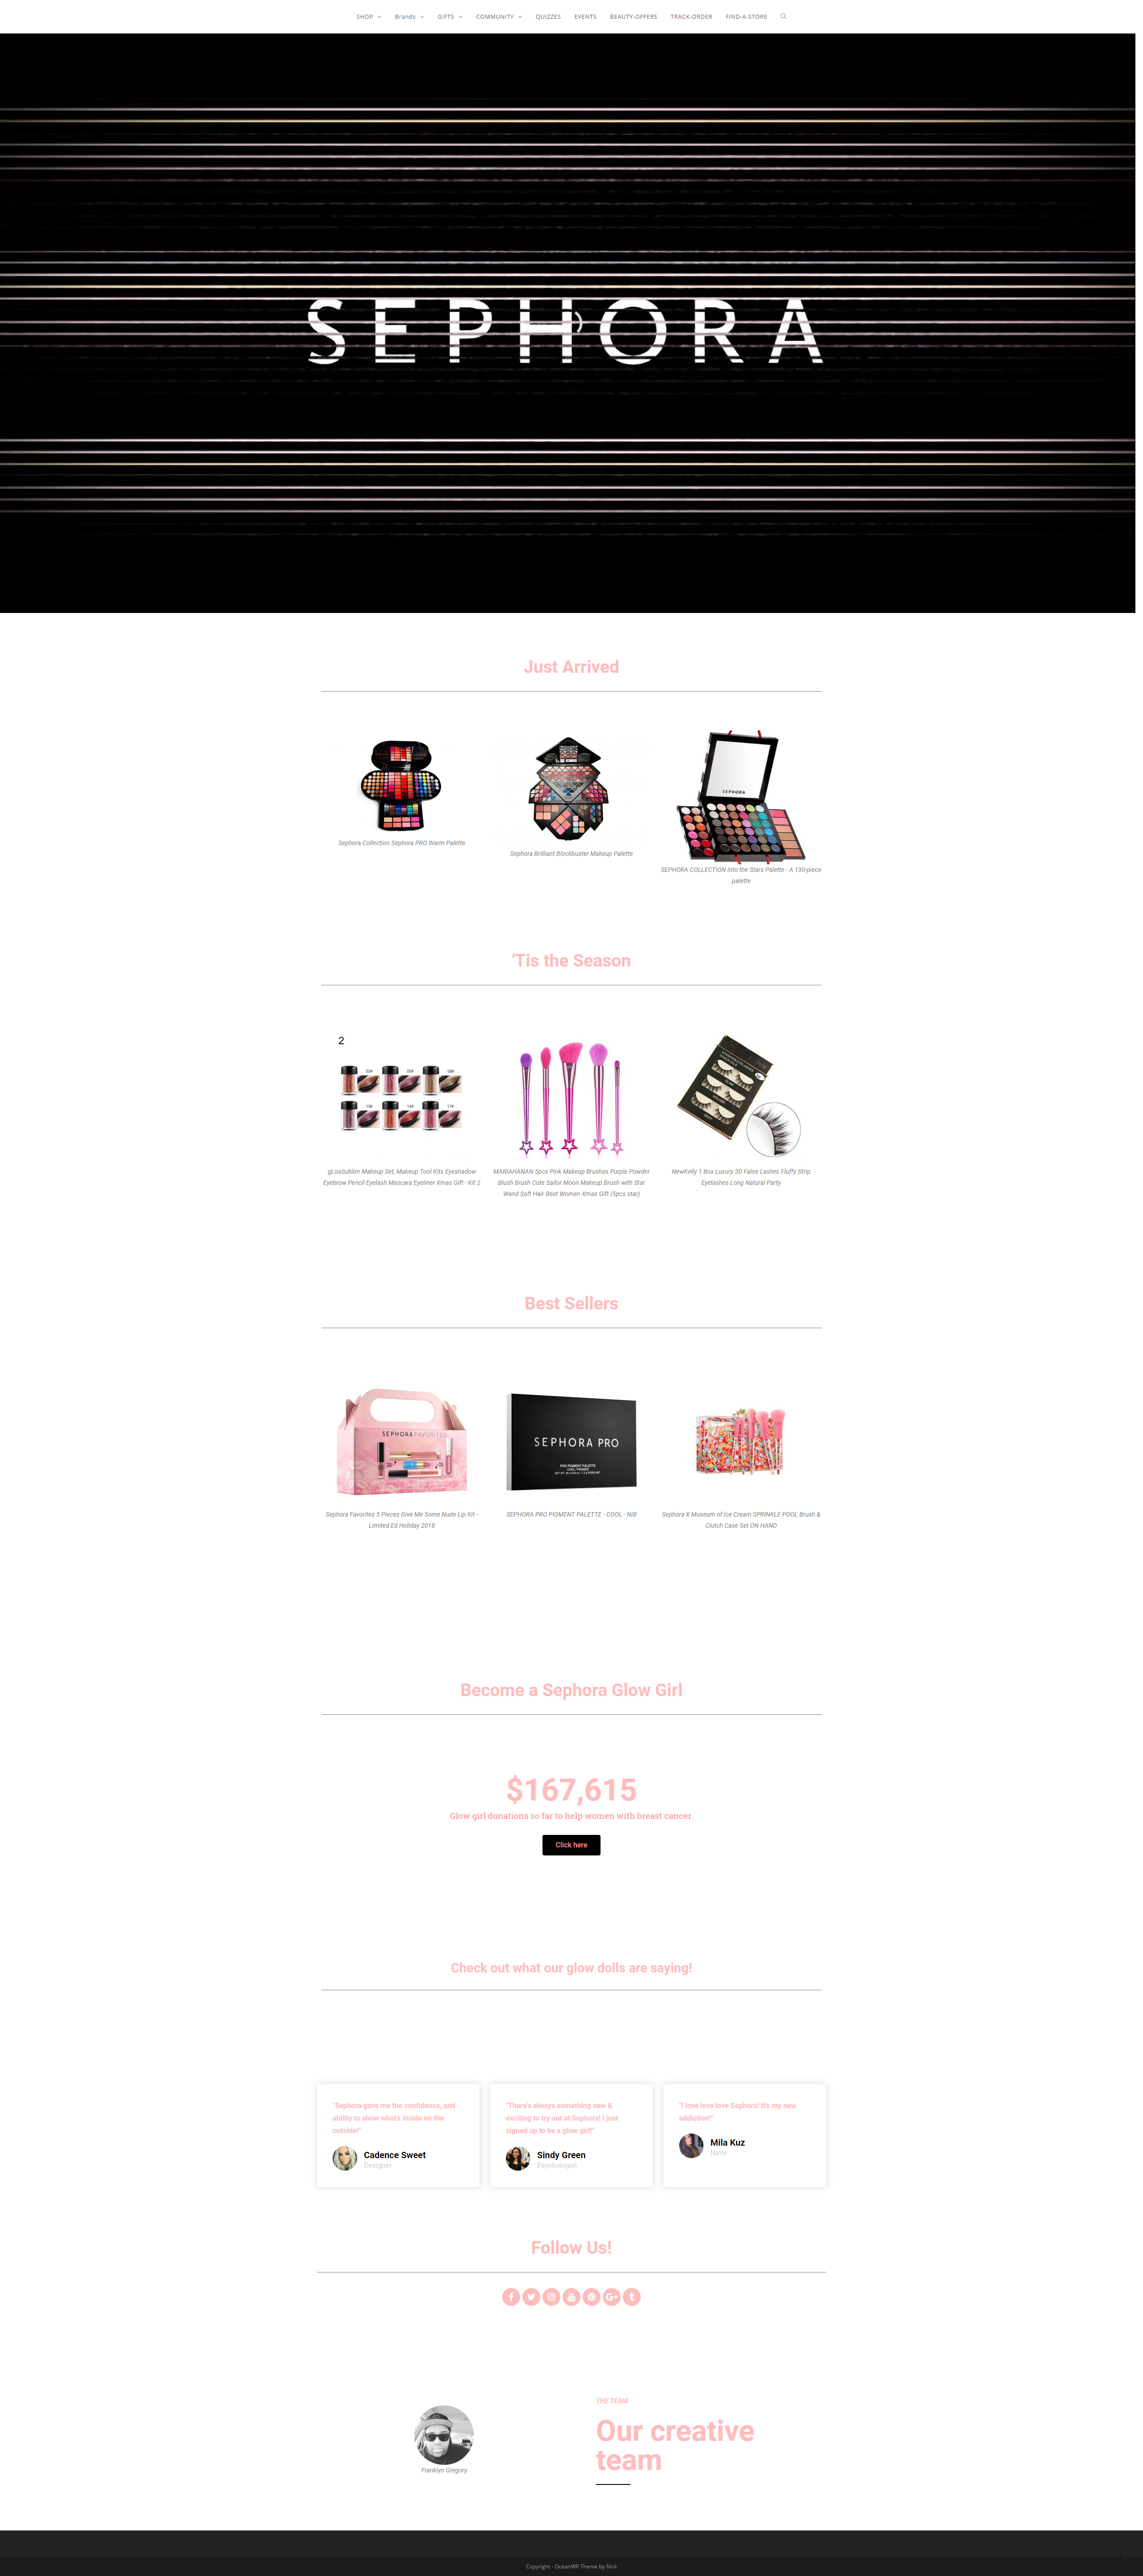 SHOP Brands GIFTS COMMUNITY QUIZZES EVENTS BEAUTY-OFFERS TRACK-ORDER FIND-A-STORE
SEPHORA
Just Arrived
SEPHORA
Sephora Collection Sephora PRO Warm Palette
Sephora Brilliant Blockbuster Makeup Palette
SEPHORA COLLECTION Into the Stars Palette - A 130-piece
palette
'Tis the Season
2
gLoaSublim Makeup Set, Makeup Tool Kits Eyeshadow
Eyebrow Pencil Eyelash Mascara Eyeliner Xmas Gift - Kit 2
MARIAHANAN 5pcs Pink Makeup Brushes Purple Powder
Blush Brush Cute Sailor Moon Makeup Brush with Star
Wand Soft Hair Best Women Xmas Gift (5pcs star)
NewKelly 1 Box Luxury 3D False Lashes Fluffy Strip
Eyelashes Long Natural Party
Best Sellers
SEPHORA FAVORITES
SEPHORA PRO
PRO PIGMENT PALETTE
Sephora Favorites 5 Pieces Give Me Some Nude Lip Kit -
Limited Ed Holiday 2018
SEPHORA PRO PIGMENT PALETTE - COOL - NIB
Sephora X Museum of Ice Cream SPRINKLE POOL Brush &
Clutch Case Set ON HAND
Become a Sephora Glow Girl
$167,615
Glow girl donations so far to help women with breast cancer.
Click here
Check out what our glow dolls are saying!
"Sephora gave me the confidence, and
ability to show what's inside on the
outside!"
Cadence Sweet
Designer
"There's always something new &
exciting to try out at Sephora! I just
signed up to be a glow girl!"
Sindy Green
Psychologist
"I love love love Sephora! It's my new
addiction!"
Mila Kuz
Navy
Follow Us!
THE TEAM
Our creative
team
Franklyn Gregory
Copyright - OceanWP Theme by Nick